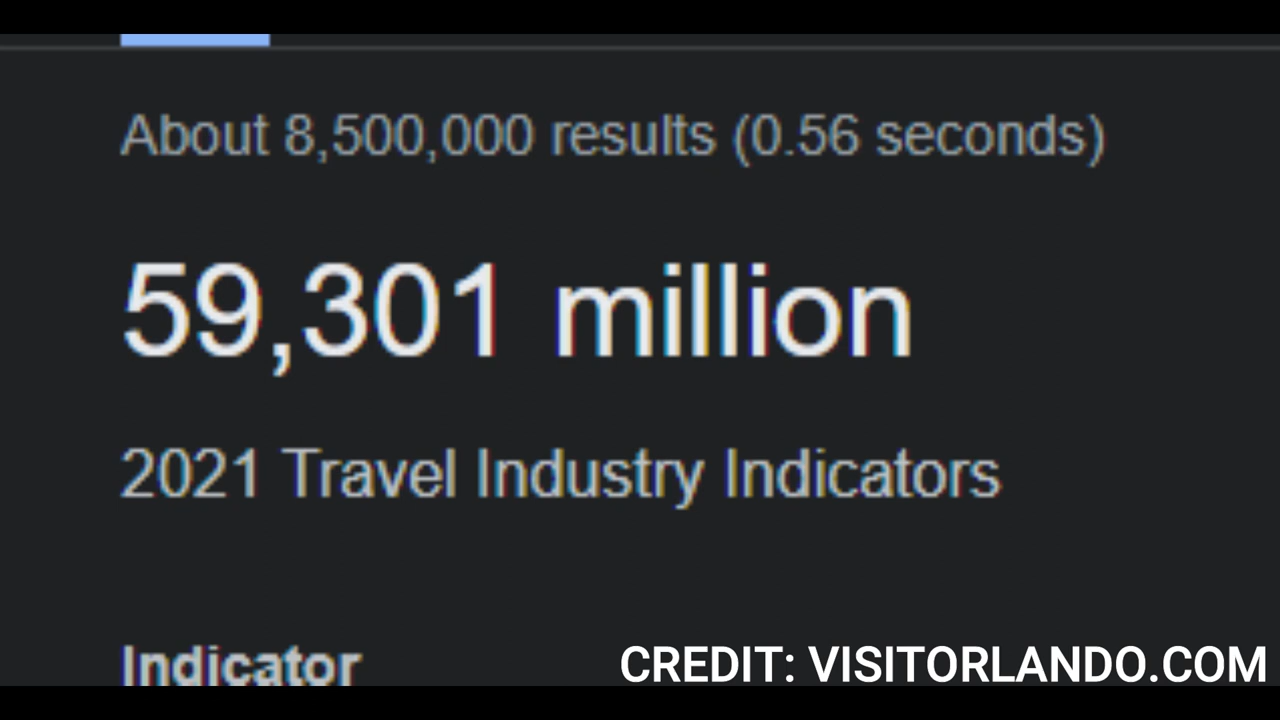 About 8,500,000 results (0.56 seconds)
59,301 million
2021 Travel Industry Indicators
Indicator
CREDIT: VISITORLANDO.COM